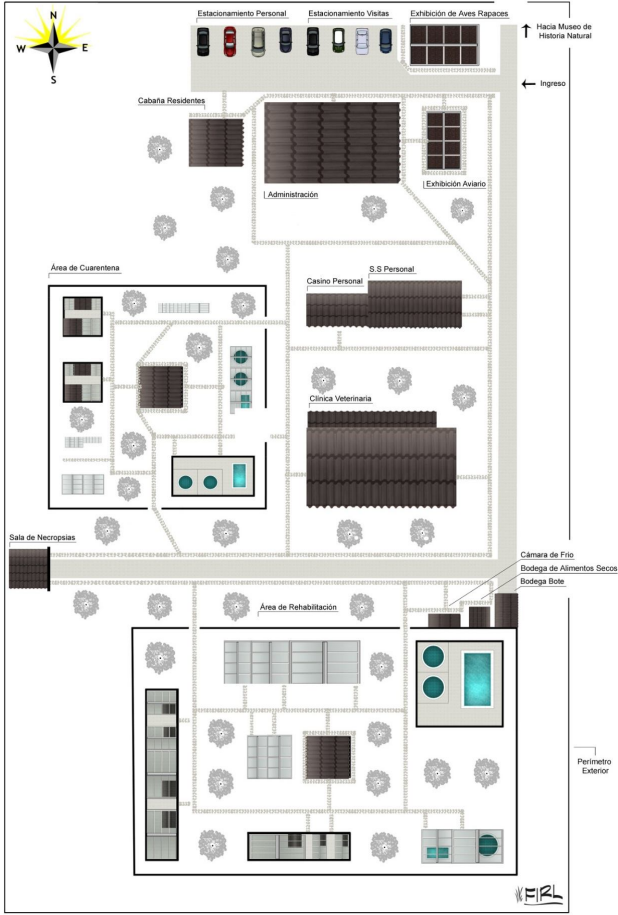 N
W E
S
Estacionamiento Personal
Estacionamiento Visitas
Exhibición de Aves Rapaces
Hacia Museo de
Historia Natural
Ingreso
Cabaña Residentes
Administración
Exhibición Aviario
Área de Cuarentena
S.S Personal
Casino Personal
Clínica Veterinaria
Sala de Necropsias
Cámara de Frio
Bodega de Alimentos Secos
Bodega Bote
Área de Rehabilitación
Perímetro
Exterior